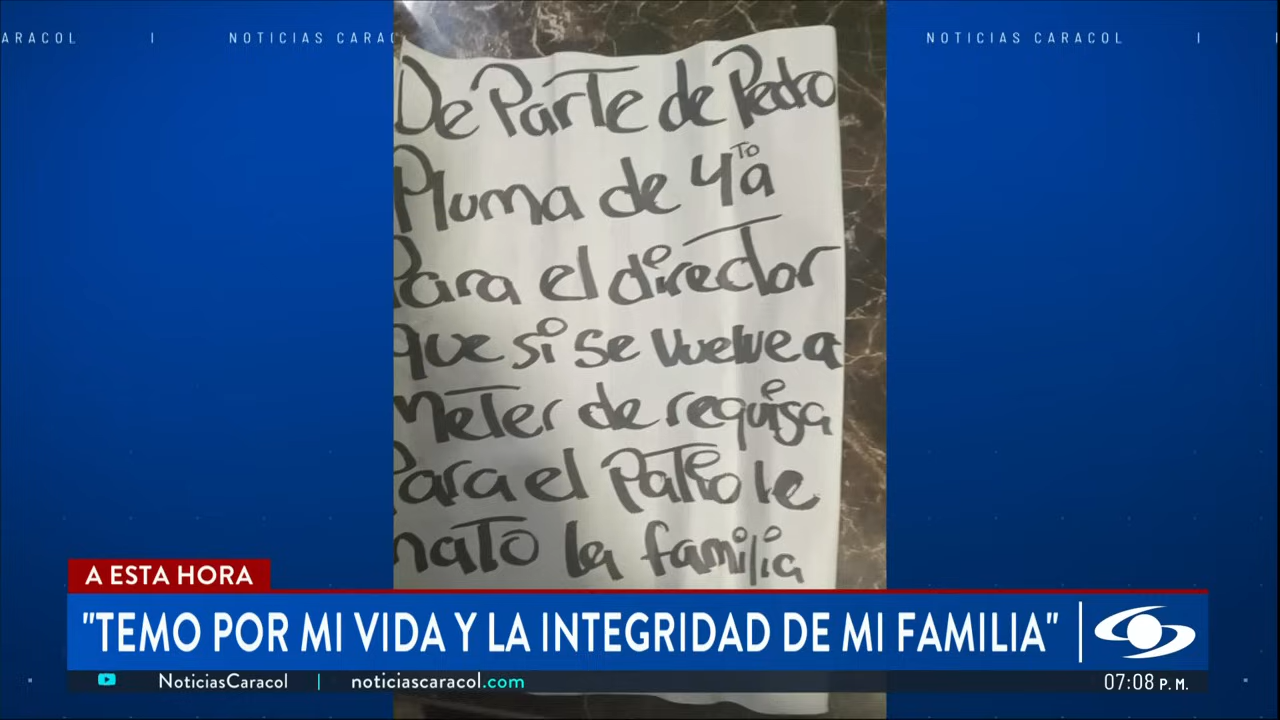 ARACOL
NOTICIAS CARAC
NOTICIAS CARACOL
De Parte de Pedro
Pluma de 4to a
Para el director
que si se vuelve a
meter de requisa
Para el Patio le
mato la familia
A ESTA HORA
"TEMO POR MI VIDA Y LA INTEGRIDAD DE MI FAMILIA"
NoticiasCaracol | noticiascaracol.com
07:08 P. M.